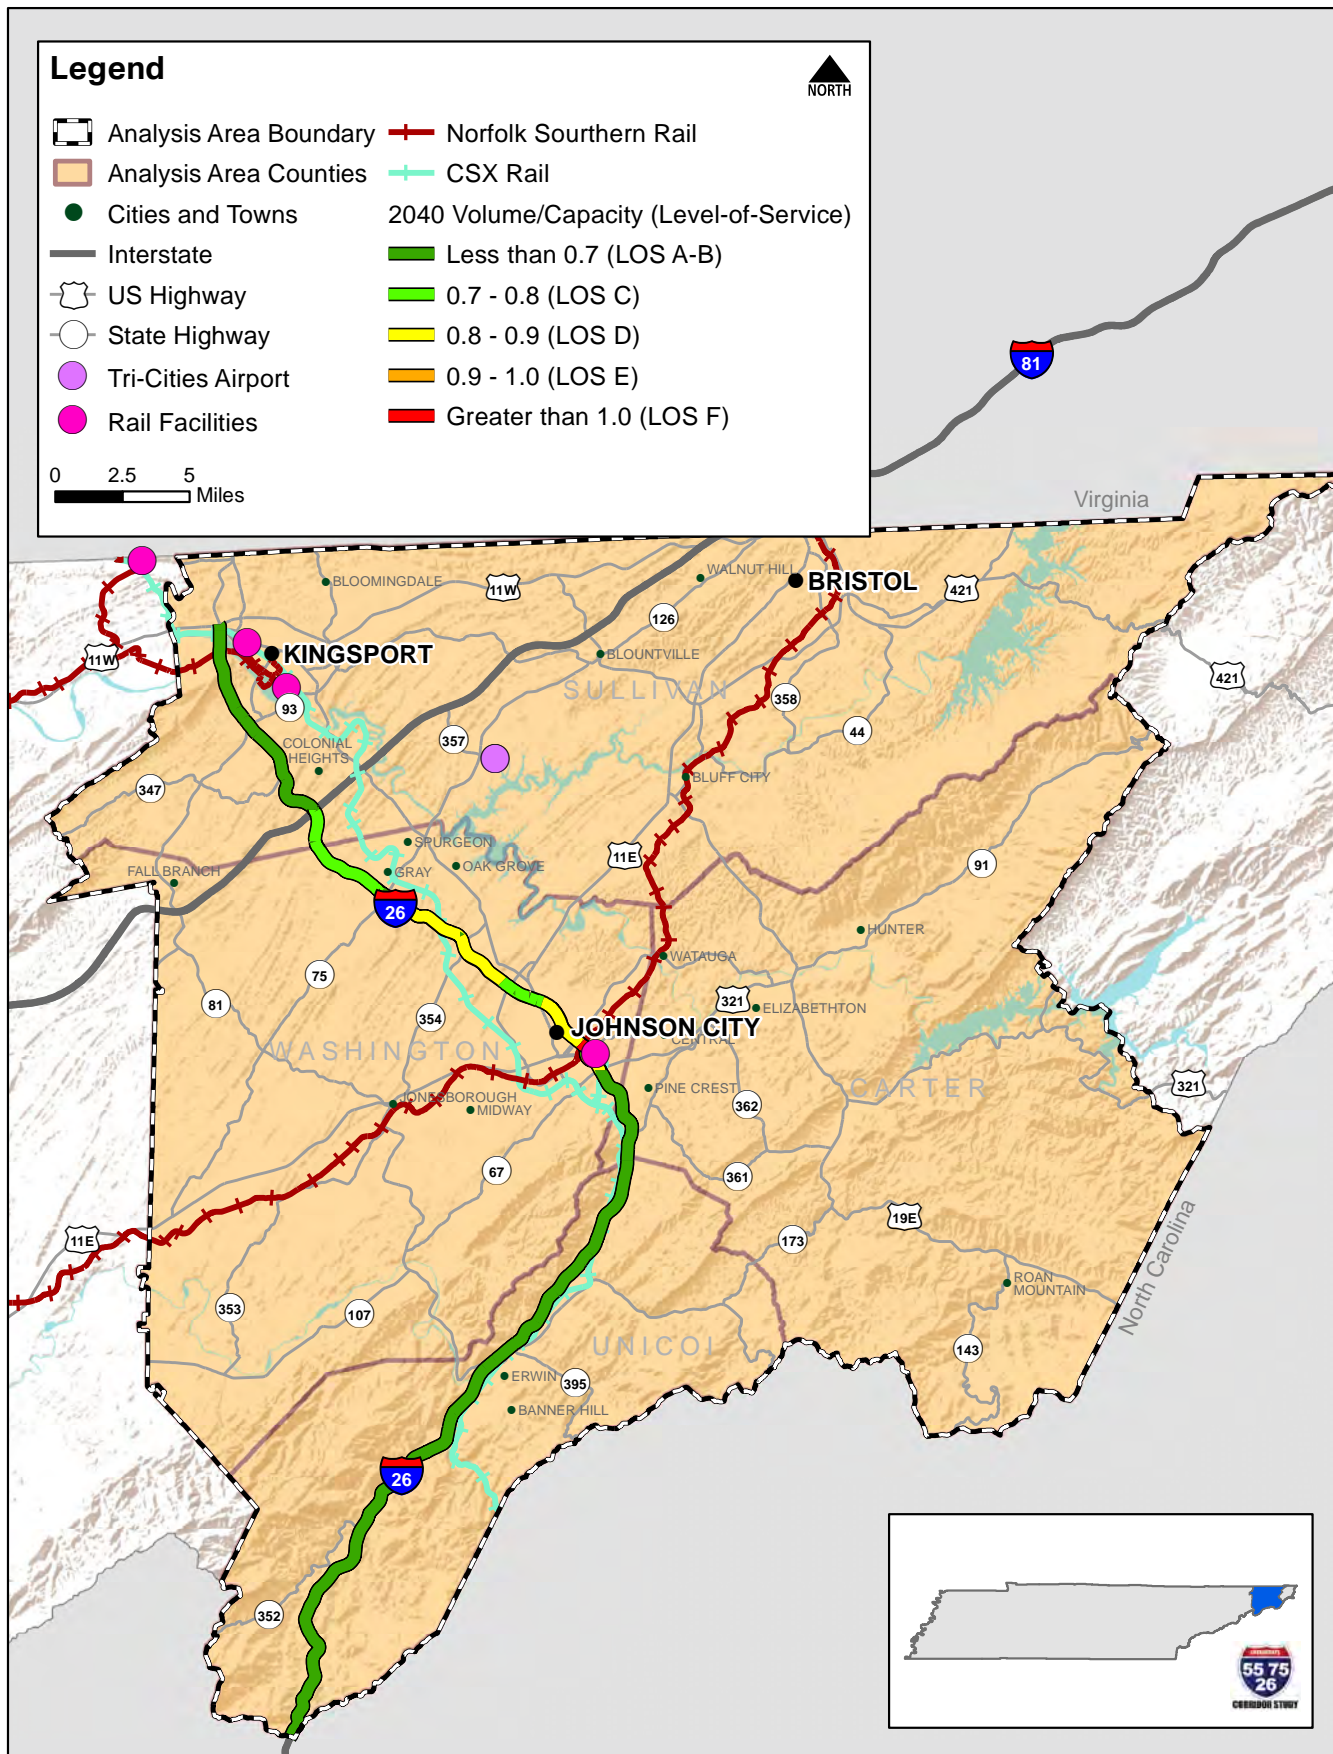 Legend
NORTH
Analysis Area Boundary
Analysis Area Counties
Cities and Towns
Interstate
US Highway
State Highway
Tri-Cities Airport
Rail Facilities
Norfolk Sourthern Rail
CSX Rail
2040 Volume/Capacity (Level-of-Service)
Less than 0.7 (LOS A-B)
0.7 - 0.8 (LOS C)
0.8 - 0.9 (LOS D)
0.9 - 1.0 (LOS E)
Greater than 1.0 (LOS F)
0 2.5 5
Miles
81
Virginia
BLOOMINGDALE
11W
WALNUT HILL
BRISTOL
421
126
11W
KINGSPORT
BLOUNTVILLE
SULLIVAN
421
93
358
44
357
COLONIAL
HEIGHTS
BLUFF CITY
347
SPURGEON
11E
OAK GROVE
91
FALL BRANCH
GRAY
26
HUNTER
WATAUGA
75
321
81
354
ELIZABETHTON
JOHNSON CITY
CENTRAL
WASHINGTON
321
PINE CREST
CARTER
JONESBOROUGH
MIDWAY
362
67
361
19E
11E
173
ROAN
MOUNTAIN
North Carolina
353
107
UNICOI
143
ERWIN
395
BANNER HILL
26
352
55 75
26
CORRIDOR STUDY